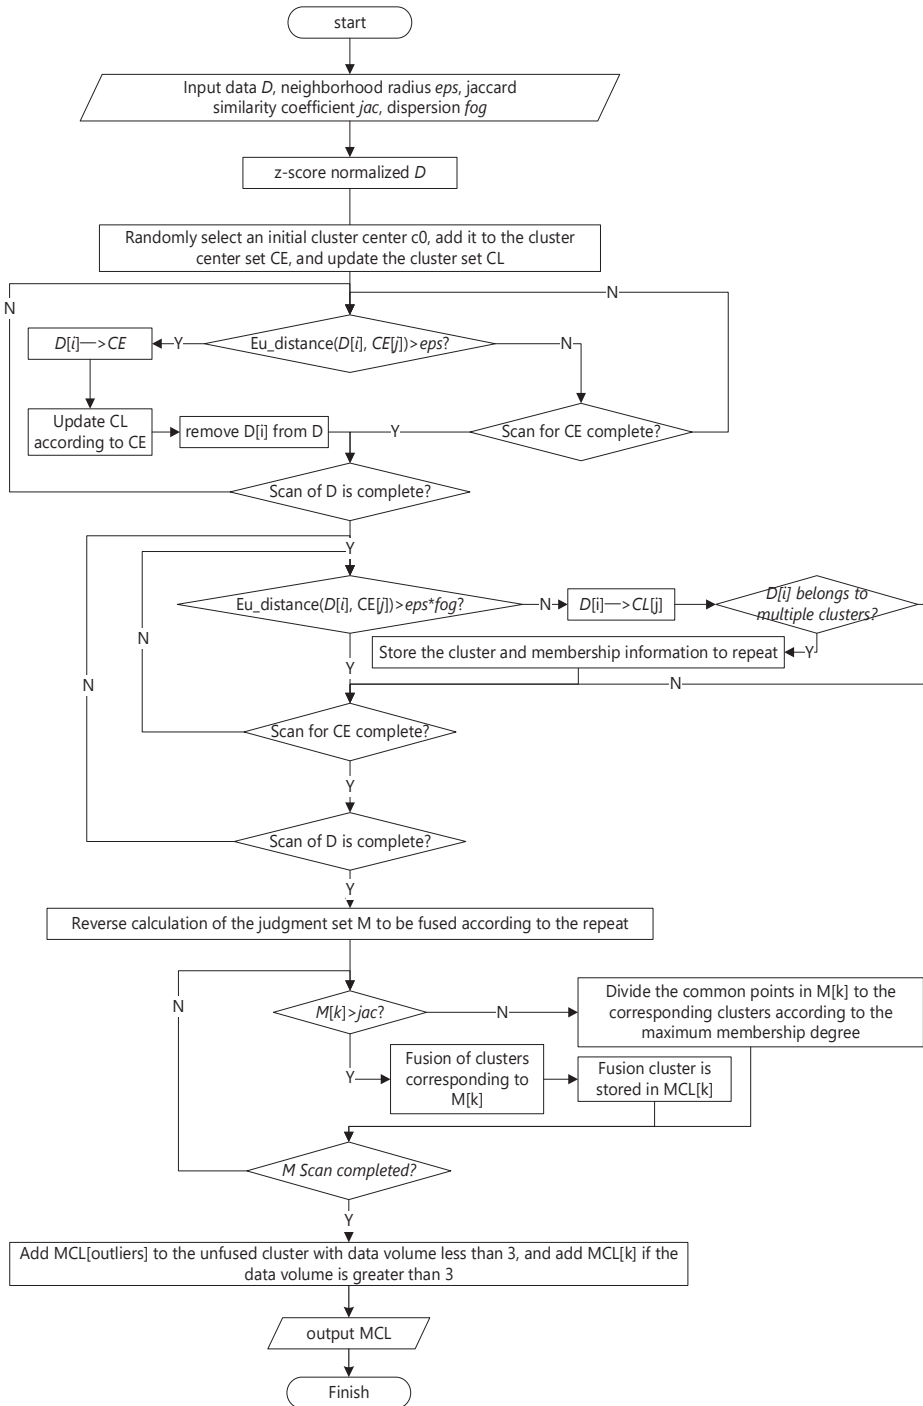 start
Input data D, neighborhood radius eps, jaccard
similarity coefficient jac, dispersion fog
z-score normalized D
Randomly select an initial cluster center c0, add it to the cluster
center set CE, and update the cluster set CL
N
N
D[i]—>CE
Y
Eu_distance(D[i], CE[j])>eps?
N
Update CL
according to CE
remove D[i] from D
Y
Scan for CE complete?
Scan of D is complete?
Y
Eu_distance(D[i], CE[j])>eps*fog?
N
D[i]—>CL[j]
D[i] belongs to
multiple clusters?
N
Y
Store the cluster and membership information to repeat
Y
N
N
Scan for CE complete?
Y
Scan of D is complete?
Y
Reverse calculation of the judgment set M to be fused according to the repeat
N
M[k]>jac?
N
Divide the common points in M[k] to the
corresponding clusters according to the
maximum membership degree
Y
Fusion of clusters
corresponding to
M[k]
Fusion cluster is
stored in MCL[k]
M Scan completed?
Y
Add MCL[outliers] to the unfused cluster with data volume less than 3, and add MCL[k] if the
data volume is greater than 3
output MCL
Finish